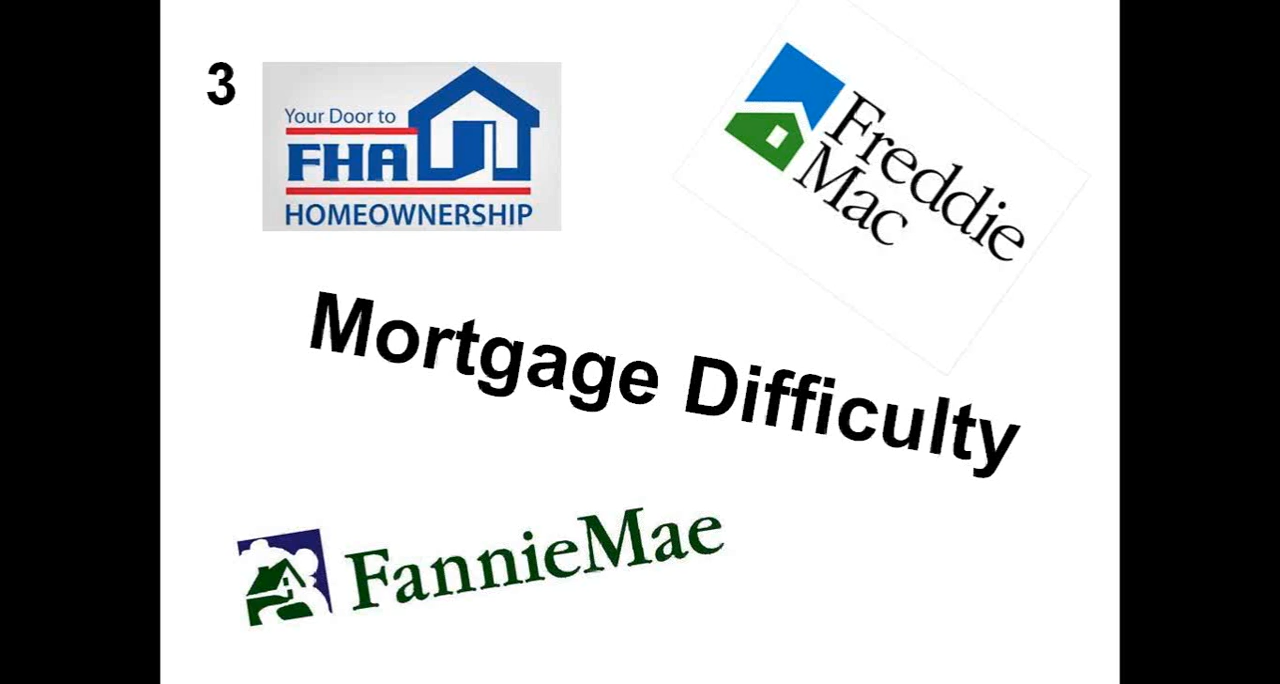 3
Your Door to
FHA
HOMEOWNERSHIP
Freddie
Mac
Mortgage Difficulty
FannieMae